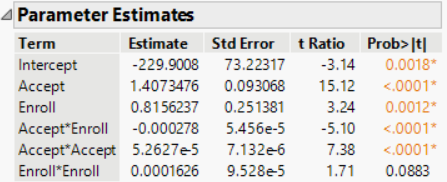 Parameter Estimates
Term Estimate Std Error t Ratio Prob>|t|
Intercept -229.9008 73.22317 -3.14 0.0018*
Accept 1.4073476 0.093068 15.12 <.0001*
Enroll 0.8156237 0.251381 3.24 0.0012*
Accept*Enroll -0.000278 5.456e-5 -5.10 <.0001*
Accept*Accept 5.2627e-5 7.132e-6 7.38 <.0001*
Enroll*Enroll 0.0001626 9.528e-5 1.71 0.0883